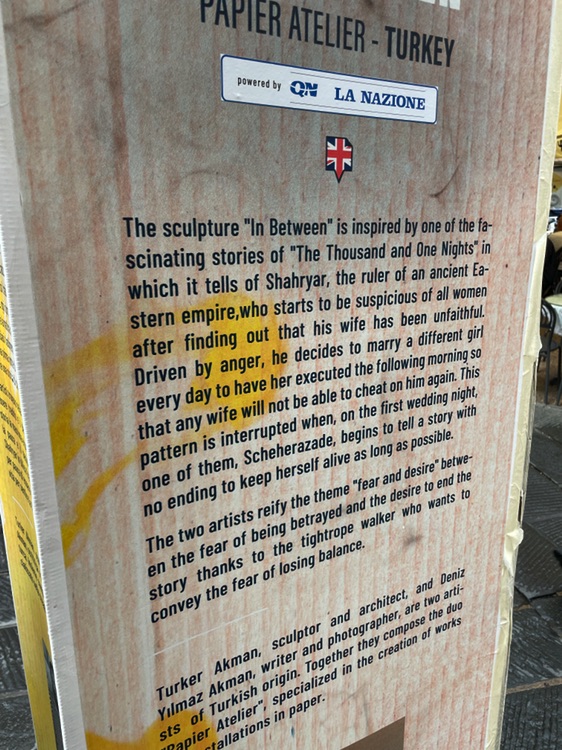 PAPIER ATELIER - TURKEY
powered by QN LA NAZIONE
The sculpture "In Between" is inspired by one of the fa-
scinating stories of "The Thousand and One Nights" in
which it tells of Shahryar, the ruler of an ancient Ea-
stern empire,who starts to be suspicious of all women
after finding out that his wife has been unfaithful.
Driven by anger, he decides to marry a different girl
every day to have her executed the following morning so
that any wife will not be able to cheat on him again. This
pattern is interrupted when, on the first wedding night,
one of them, Scheherazade, begins to tell a story with
no ending to keep herself alive as long as possible.
The two artists reify the theme "fear and desire" betwe-
en the fear of being betrayed and the desire to end the
story thanks to the tightrope walker who wants to
convey the fear of losing balance.
Turker Akman, sculptor and architect, and Deniz
Yılmaz Akman, writer and photographer, are two arti-
sts of Turkish origin. Together they compose the duo
"Papier Atelier", specialized in the creation of works
in paper.